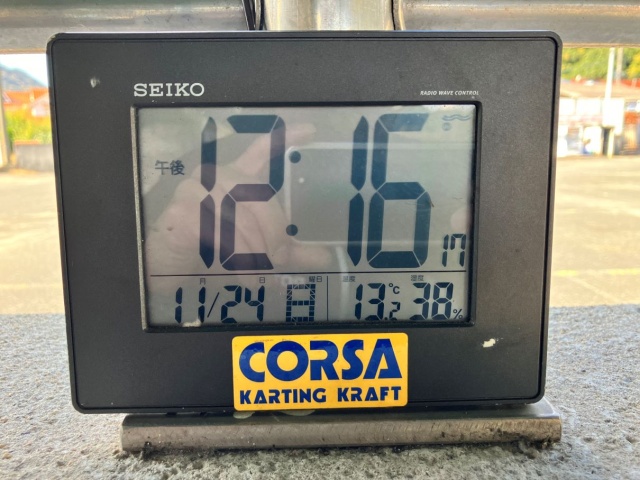 SEIKO
RADIO WAVE CONTROL
午後 12:16 17
月 日 曜日 温度 湿度
11/24 日 13.2℃ 38%
CORSA
KARTING KRAFT